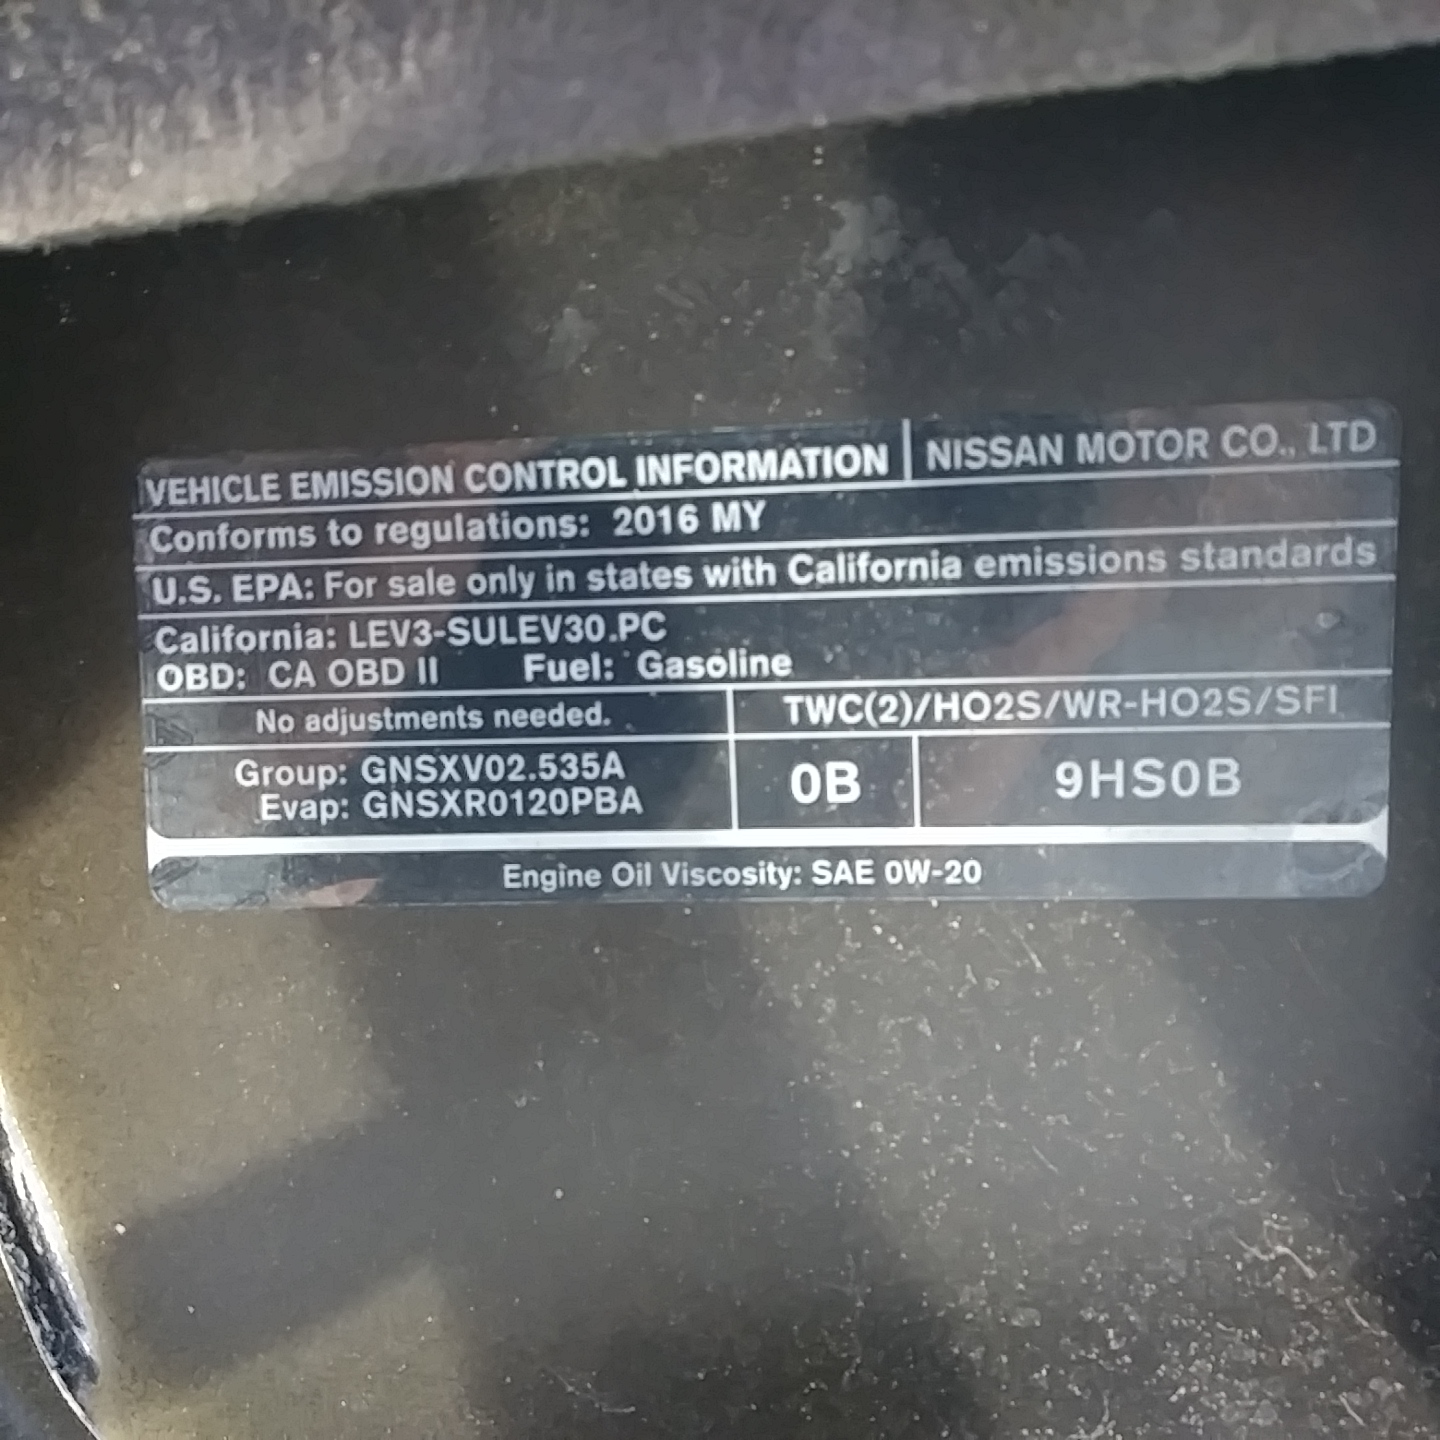 VEHICLE EMISSION CONTROL INFORMATION NISSAN MOTOR CO., LTD
Conforms to regulations: 2016 MY
U.S. EPA: For sale only in states with California emissions standards
California: LEV3-SULEV30.PC
OBD: CA OBD II Fuel: Gasoline
No adjustments needed. TWC(2)/HO2S/WR-HO2S/SFI
Group: GNSXV02.535A
Evap: GNSXR0120PBA
0B 9HS0B
Engine Oil Viscosity: SAE 0W-20